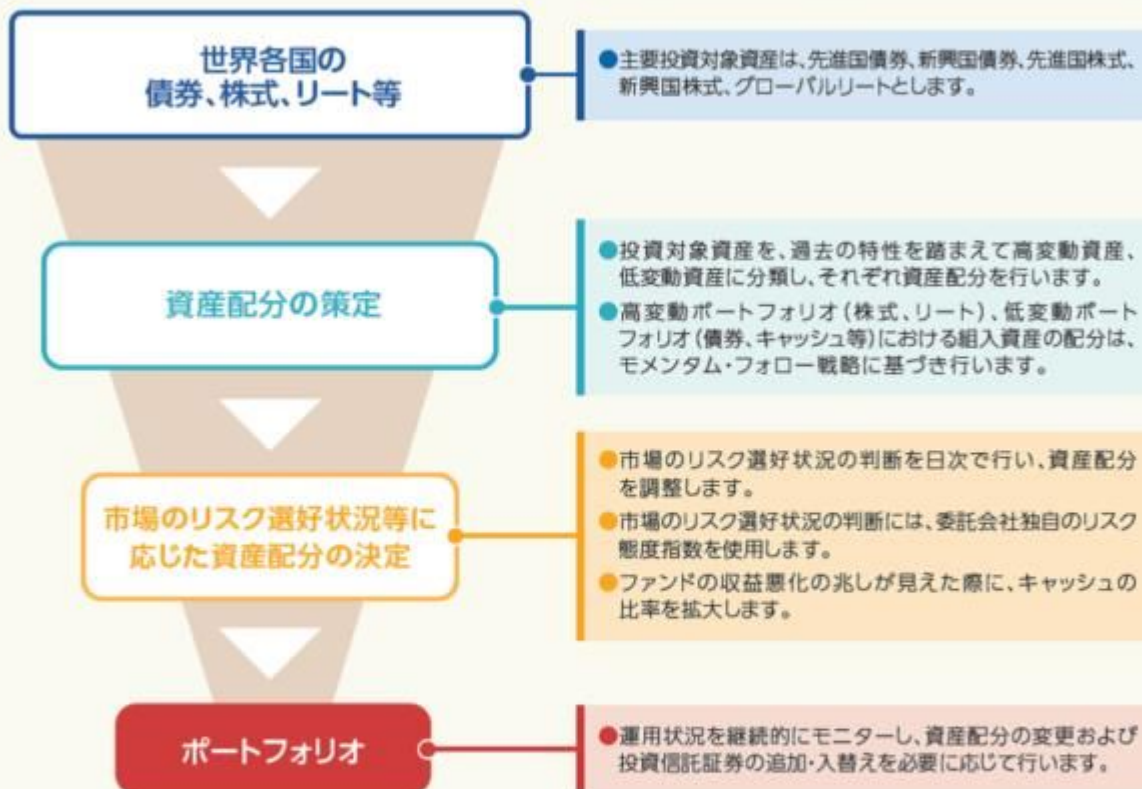 世界各国の
債券、株式、リート等
●主要投資対象資産は、先進国債券、新興国債券、先進国株式、
新興国株式、グローバルリートとします。
資産配分の策定
●投資対象資産を、過去の特性を踏まえて高変動資産、
低変動資産に分類し、それぞれ資産配分を行います。
●高変動ポートフォリオ(株式、リート)、低変動ポート
フォリオ(債券、キャッシュ等)における組入資産の配分は、
モメンタム・フォロー戦略に基づき行います。
市場のリスク選好状況等に
応じた資産配分の決定
●市場のリスク選好状況の判断を日次で行い、資産配分
を調整します。
●市場のリスク選好状況の判断には、委託会社独自のリスク
態度指数を使用します。
●ファンドの収益悪化の兆しが見えた際に、キャッシュの
比率を拡大します。
ポートフォリオ
●運用状況を継続的にモニターし、資産配分の変更および
投資信託証券の追加・入替えを必要に応じて行います。